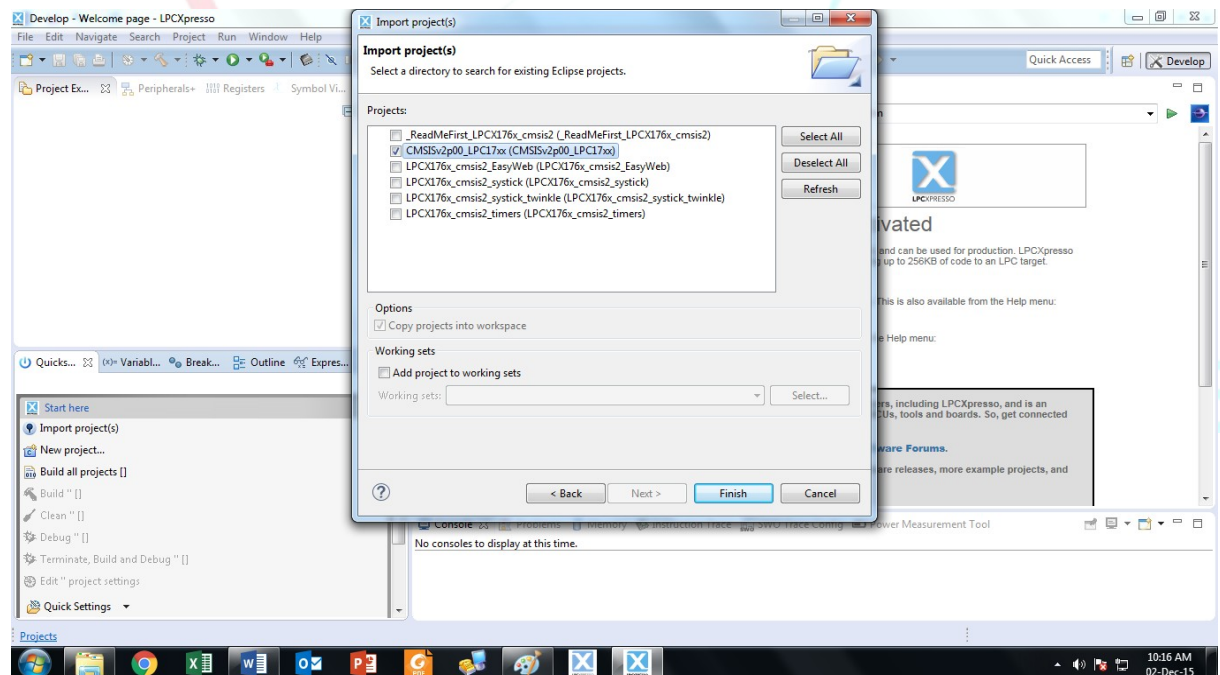 Develop - Welcome page - LPCXpresso
File Edit Navigate Search Project Run Window Help
Quick Access
Develop
Project Ex...
Peripherals+
Registers
Symbol Vi...
Import project(s)
Import project(s)
Select a directory to search for existing Eclipse projects.
Projects:
_ReadMeFirst_LPCX176x_cmsis2 (_ReadMeFirst_LPCX176x_cmsis2)
CMSISv2p00_LPC17xx (CMSISv2p00_LPC17xx)
LPCX176x_cmsis2_EasyWeb (LPCX176x_cmsis2_EasyWeb)
LPCX176x_cmsis2_systick (LPCX176x_cmsis2_systick)
LPCX176x_cmsis2_systick_twinkle (LPCX176x_cmsis2_systick_twinkle)
LPCX176x_cmsis2_timers (LPCX176x_cmsis2_timers)
Select All
Deselect All
Refresh
Options
Copy projects into workspace
Working sets
Add project to working sets
Working sets:
Select...
< Back
Next >
Finish
Cancel
LPCXPRESSO
ivated
and can be used for production. LPCXpresso
up to 256KB of code to an LPC target.
This is also available from the Help menu:
e Help menu:
ers, including LPCXpresso, and is an
CUs, tools and boards. So, get connected
ware Forums.
are releases, more example projects, and
Quicks...
(x)= Variabl...
Break...
Outline
Expres...
Start here
Import project(s)
New project...
Build all projects []
Build '' []
Clean '' []
Debug '' []
Terminate, Build and Debug '' []
Edit '' project settings
Quick Settings
Console
Problems
Memory
Instruction Trace
SWO Trace Config
Power Measurement Tool
No consoles to display at this time.
Projects
10:16 AM
02-Dec-15